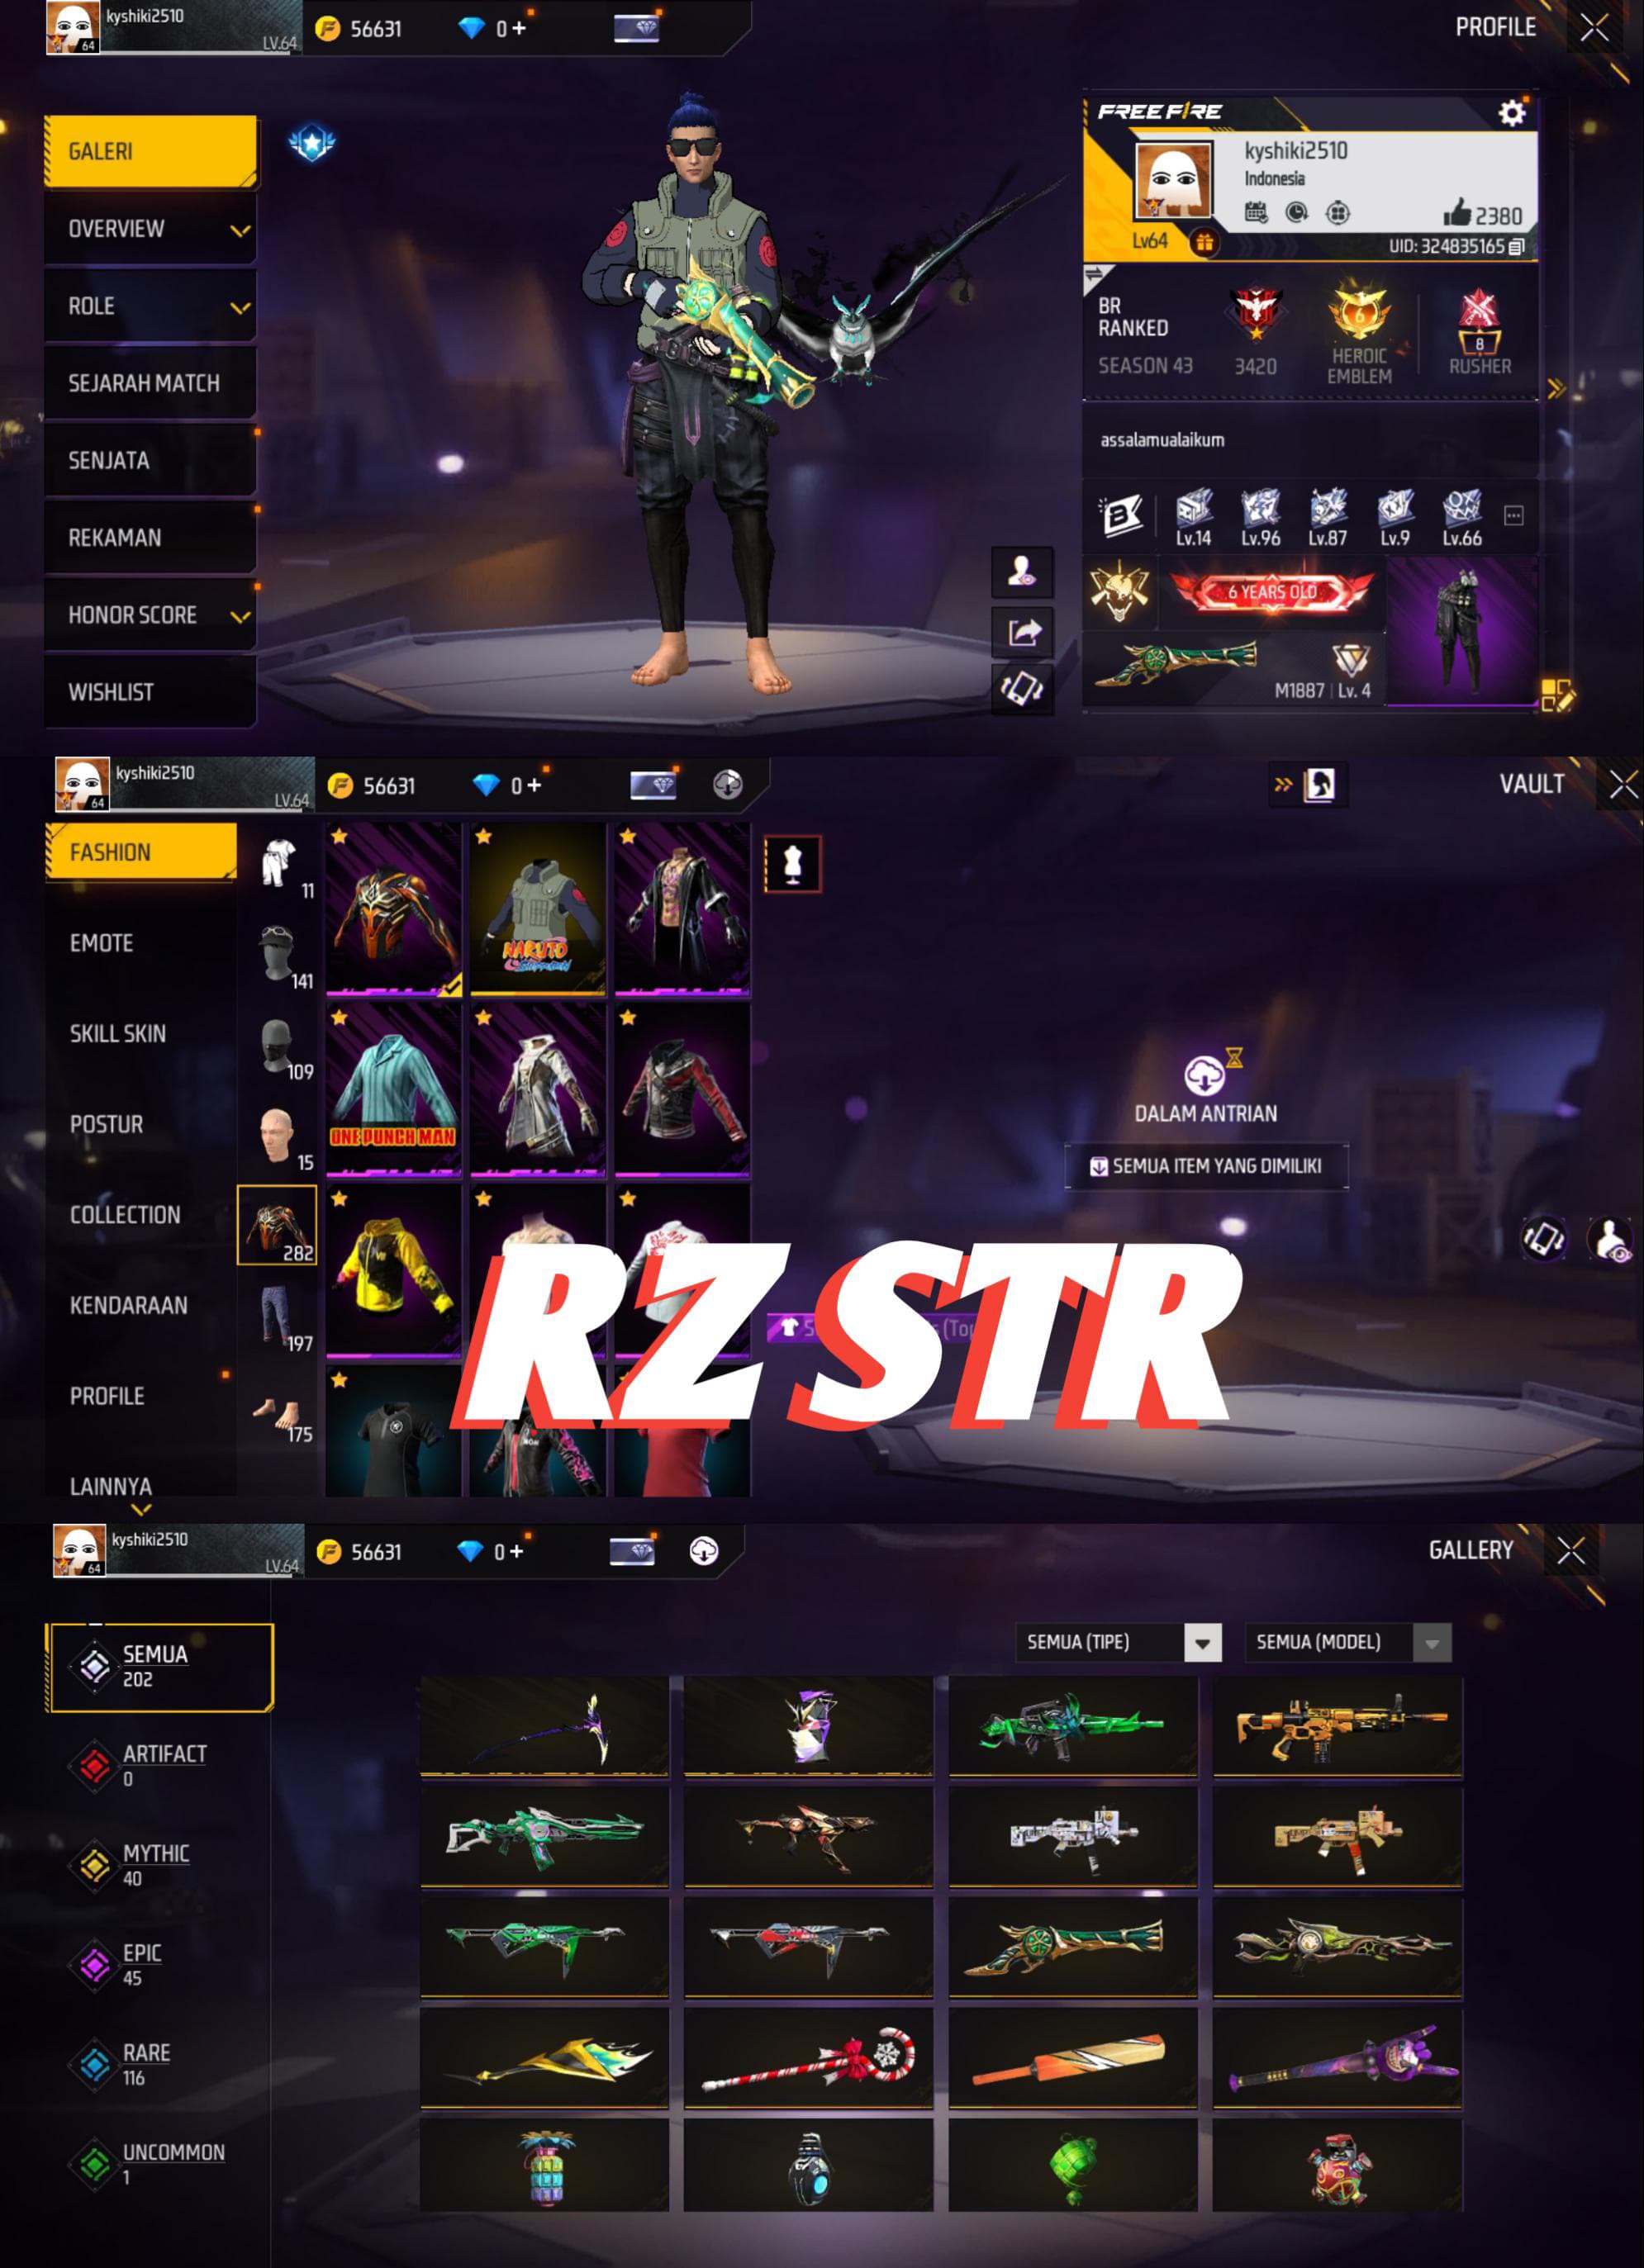 kyshiki2510
64
LV.64
56631
0+
PROFILE
GALERI
OVERVIEW
ROLE
SEJARAH MATCH
SENJATA
REKAMAN
HONOR SCORE
WISHLIST
FREE FIRE
kyshiki2510
Indonesia
2380
Lv64
UID: 324835165
BR
RANKED
SEASON 43
3420
6
HEROIC
EMBLEM
8
RUSHER
assalamualaikum
Lv.14 Lv.96 Lv.87 Lv.9 Lv.66
6 YEARS OLD
M1887 Lv. 4
kyshiki2510
64
LV.64
56631
0+
VAULT
FASHION
EMOTE
SKILL SKIN
POSTUR
COLLECTION
KENDARAAN
PROFILE
LAINNYA
11
141
109
15
282
197
175
NARUTO
SHIPPUDEN
ONE PUNCH MAN
DALAM ANTRIAN
SEMUA ITEM YANG DIMILIKI
RZ STR
kyshiki2510
64
LV.64
56631
0+
GALLERY
SEMUA
202
ARTIFACT
0
MYTHIC
40
EPIC
45
RARE
116
UNCOMMON
1
SEMUA (TIPE)
SEMUA (MODEL)